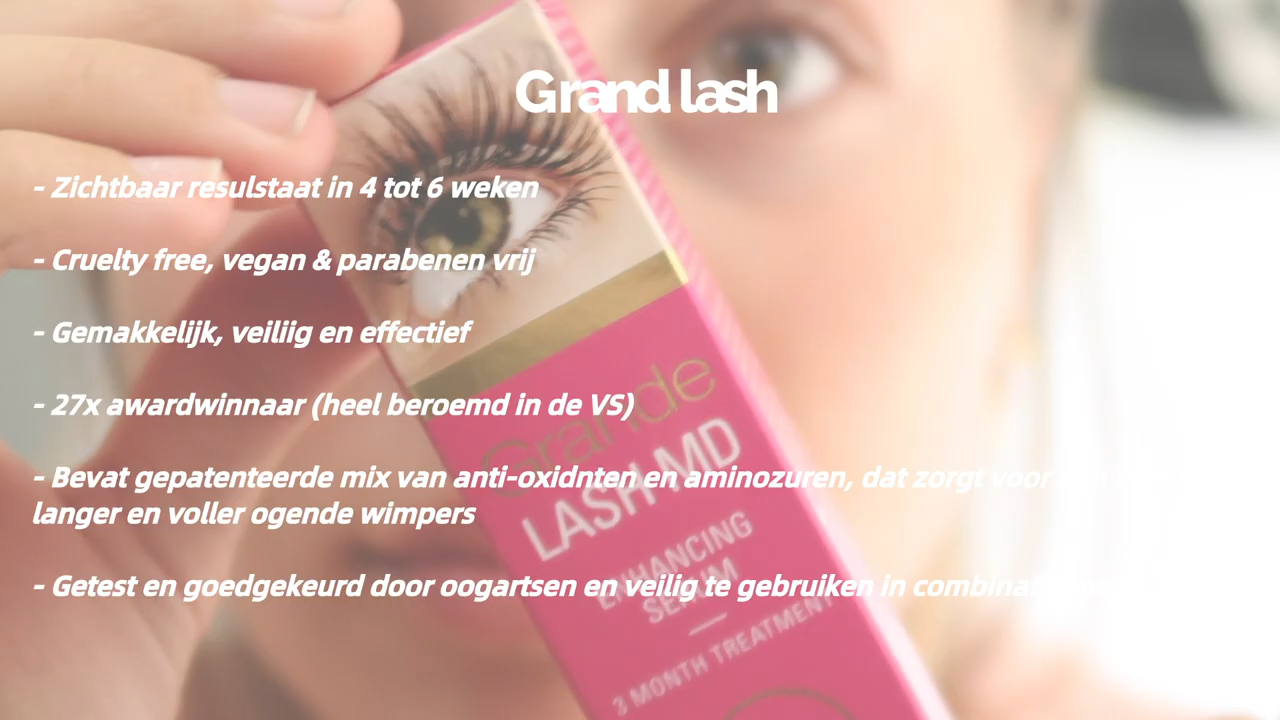 Grand lash
- Zichtbaar resulstaat in 4 tot 6 weken
- Cruelty free, vegan & parabenen vrij
- Gemakkelijk, veiliig en effectief
- 27x awardwinnaar (heel beroemd in de VS)
- Bevat gepatenteerde mix van anti-oxidnten en aminozuren, dat zorgt voor
langer en voller ogende wimpers
- Getest en goedgekeurd door oogartsen en veilig te gebruiken in
Grande
LASH-MD
ENHANCING
SERUM
3 MONTH TREATMENT